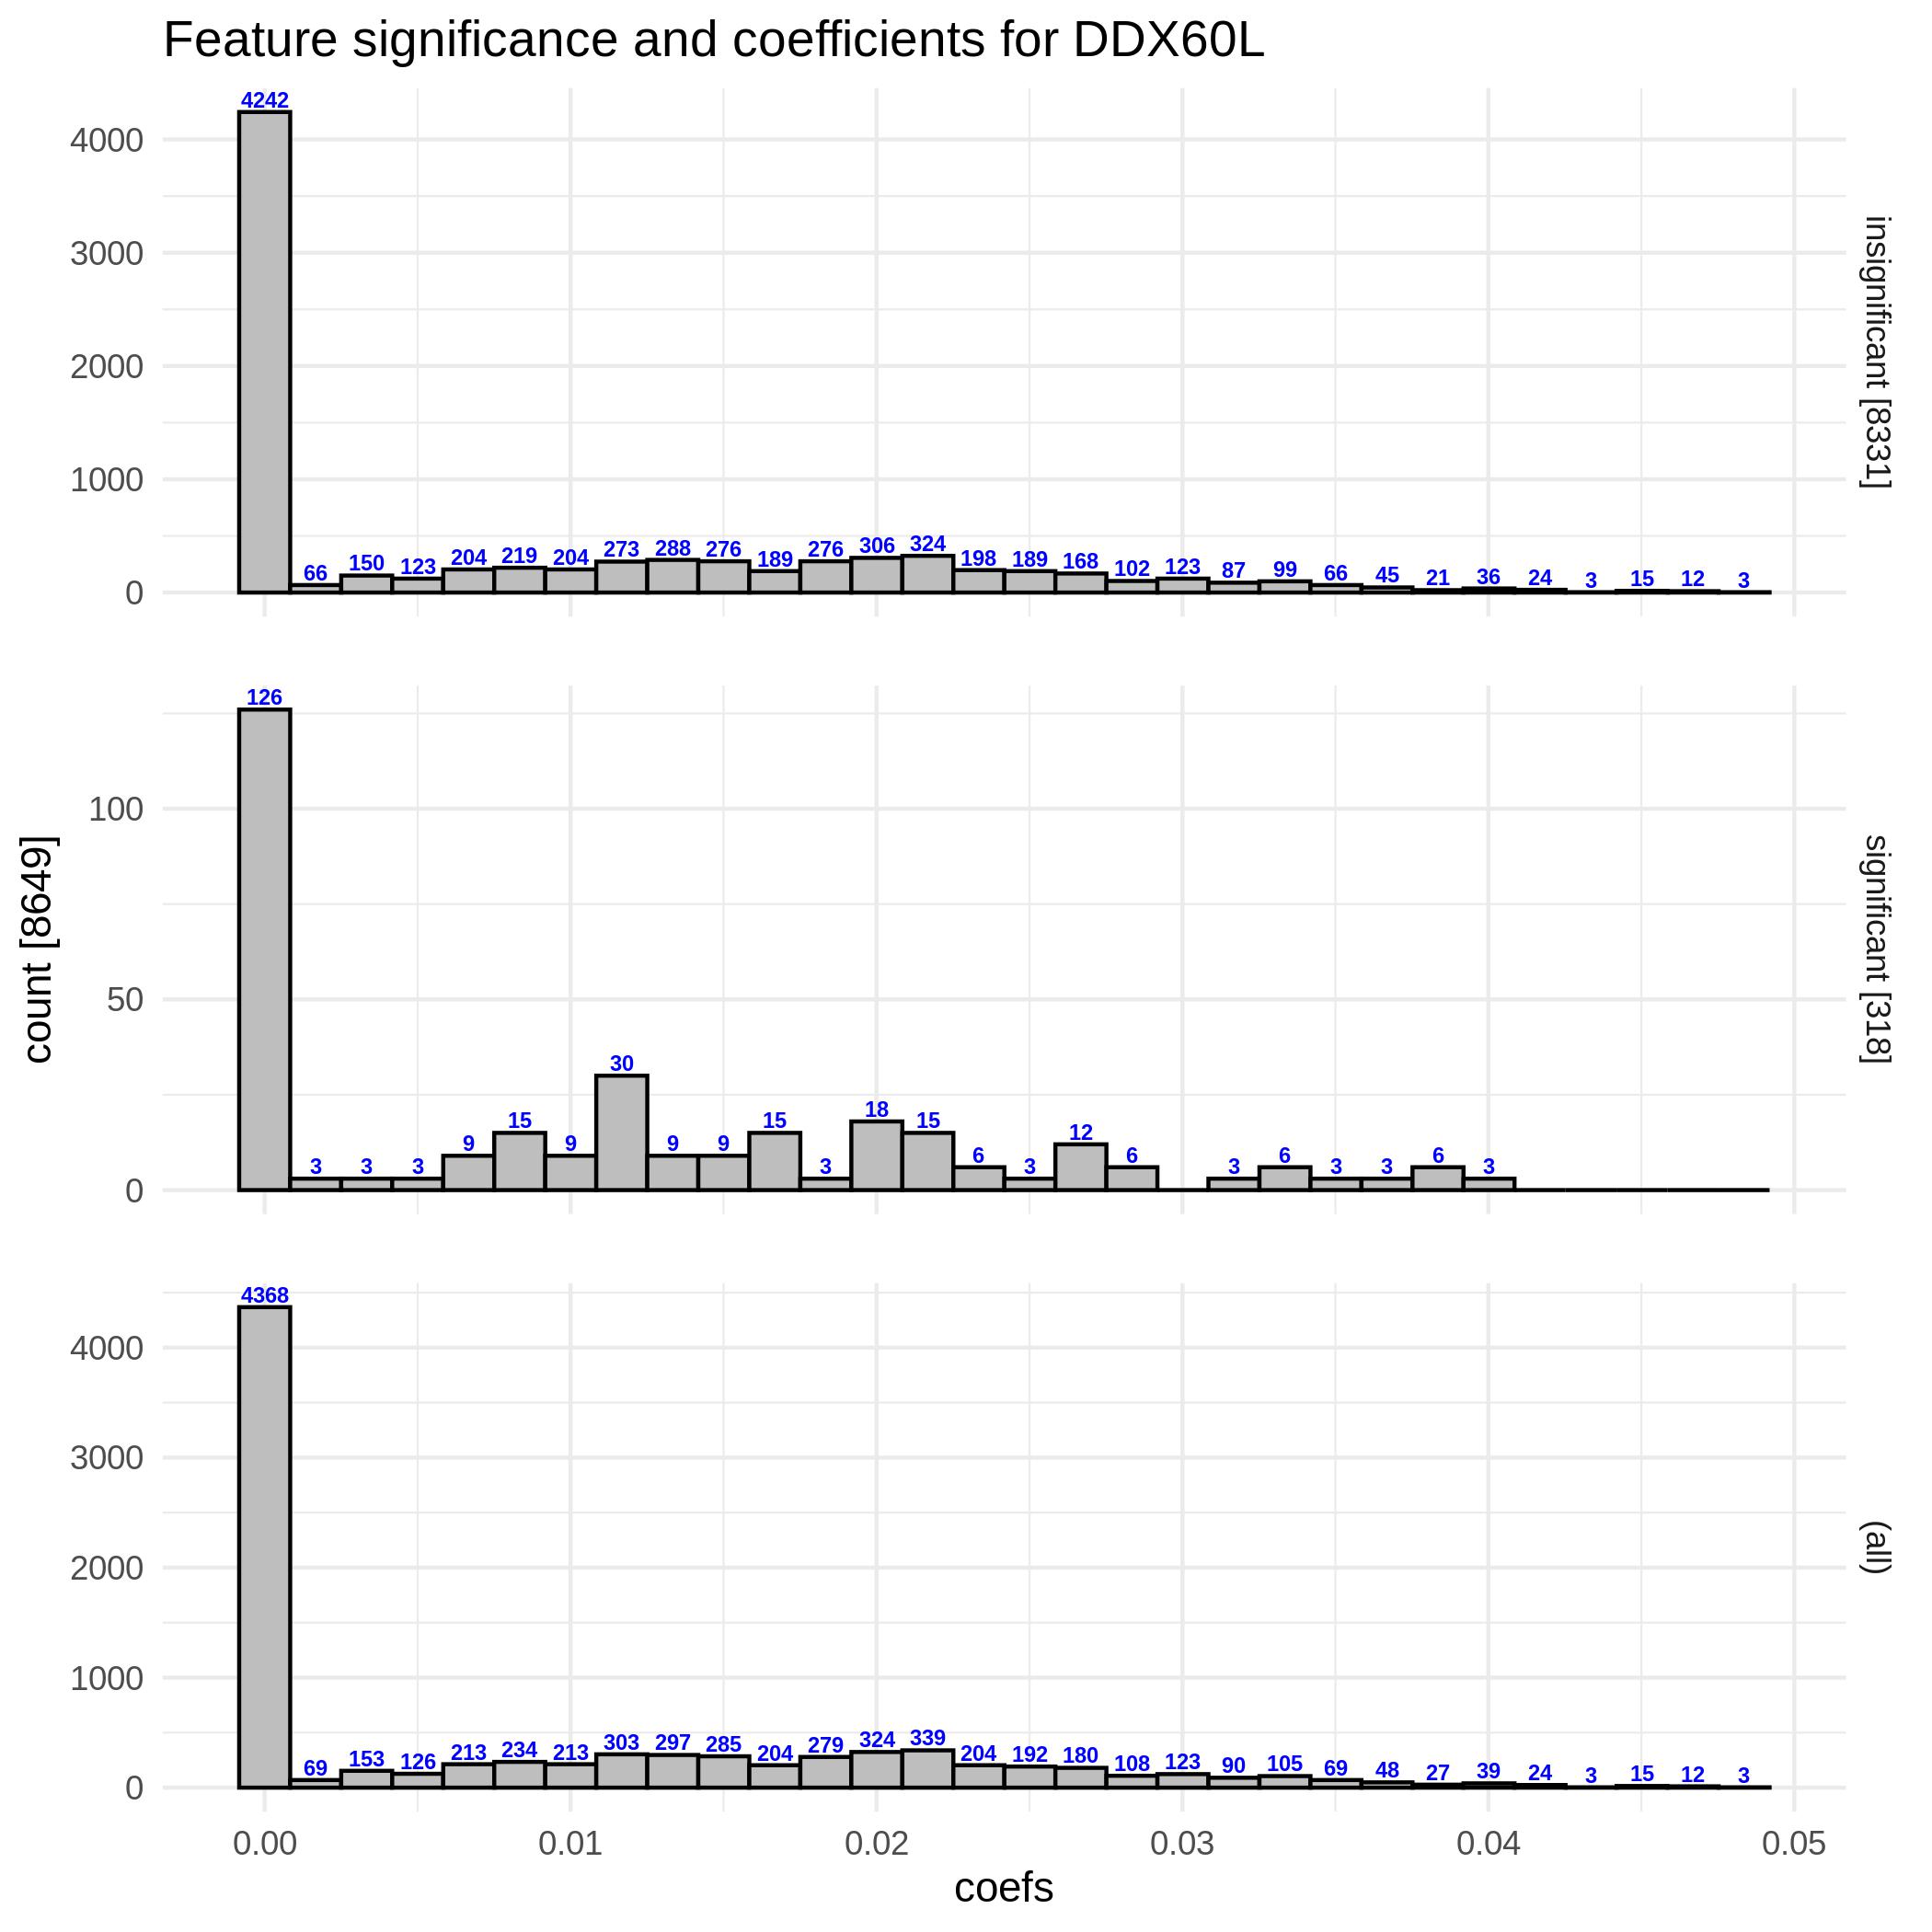 Feature significance and coefficients for DDX60L
4242
4000
3000
2000
1000
0
66 150 123 204 219 204 273 288 276 189 276 306 324 198 189 168 102 123 87 99 66 45 21 36 24 3 15 12 3
insignificant [8331]
126
100
50
0
3 3 3 9 15 9 30 9 9 15 3 18 15 6 3 12 6 3 6 3 3 6 3
significant [318]
count [8649]
4368
4000
3000
2000
1000
0
69 153 126 213 234 213 303 297 285 204 279 324 339 204 192 180 108 123 90 105 69 48 27 39 24 3 15 12 3
(all)
0.00 0.01 0.02 0.03 0.04 0.05
coefs